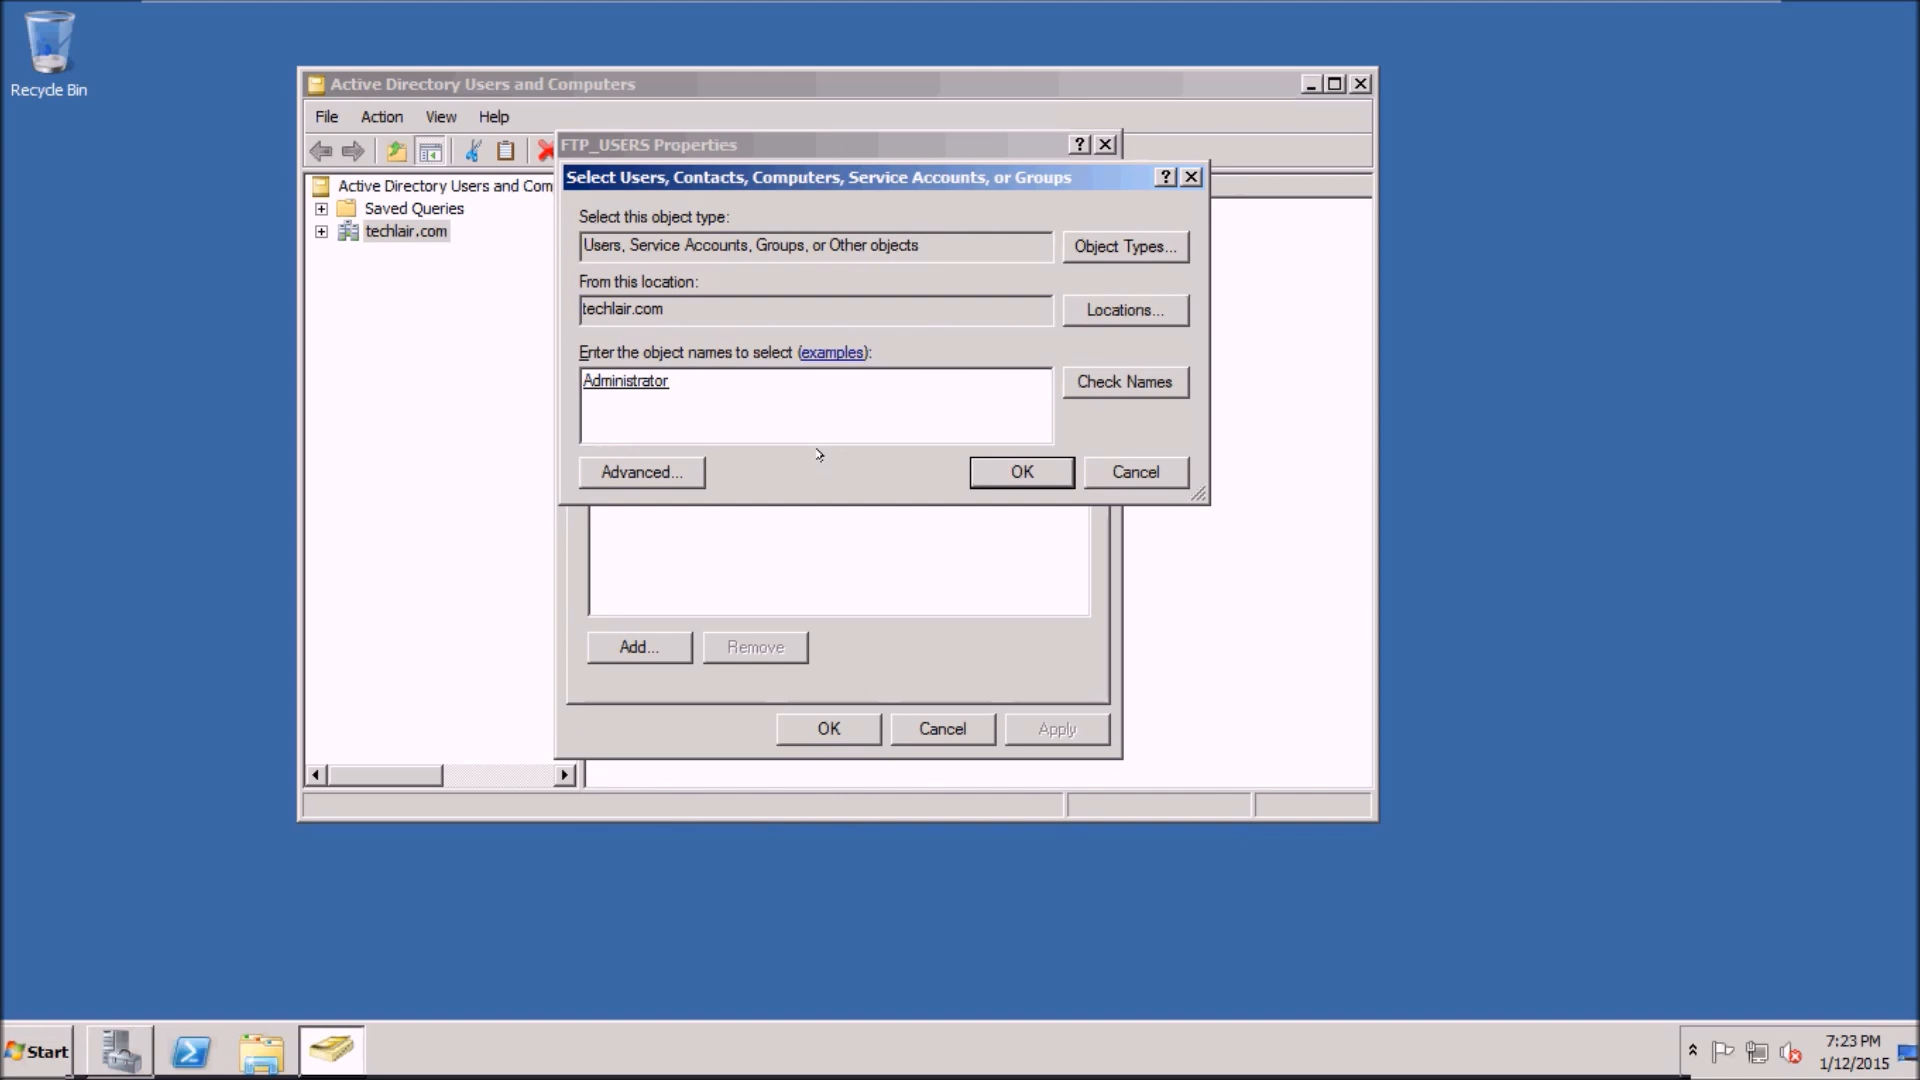 Recycle Bin
Active Directory Users and Computers
File Action View Help
FTP_USERS Properties
Select Users, Contacts, Computers, Service Accounts, or Groups
Active Directory Users and Com
Saved Queries
techlair.com
Select this object type:
Users, Service Accounts, Groups, or Other objects
Object Types...
From this location:
techlair.com
Locations...
Enter the object names to select (examples):
Administrator
Check Names
Advanced...
OK
Cancel
Add...
Remove
OK
Cancel
Apply
Start
7:23 PM
1/12/2015